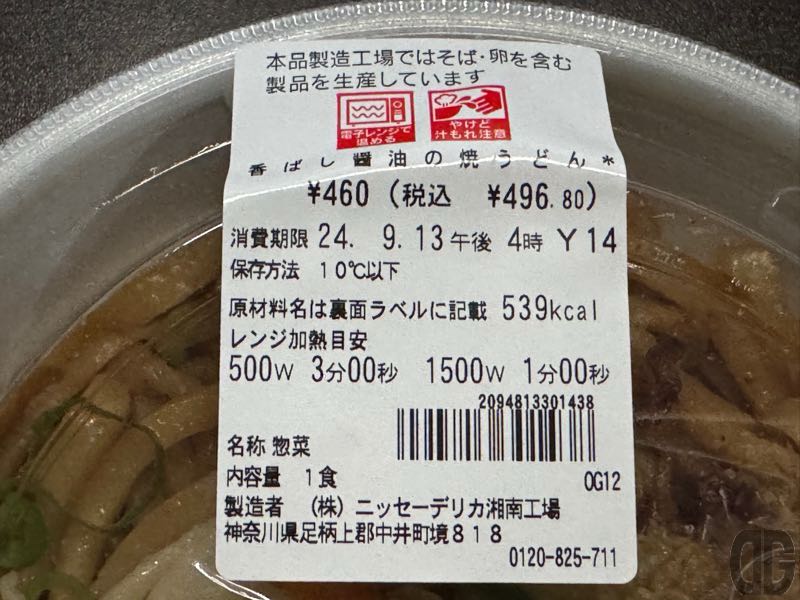 本品製造工場ではそば・卵を含む
製品を生産しています
電子レンジで
温める
やけど
汁もれ注意
香ばし醤油の焼うどん*
¥460 (税込 ¥496.80)
消費期限 24. 9.13午後 4時 Y14
保存方法 10℃以下
原材料名は裏面ラベルに記載 539kcal
レンジ加熱目安
500W 3分00秒 1500W 1分00秒
2094813301438
名称 惣菜
内容量 1食
OG12
製造者 (株) ニッセーデリカ湘南工場
神奈川県足柄上郡中井町境818
0120-825-711
DG